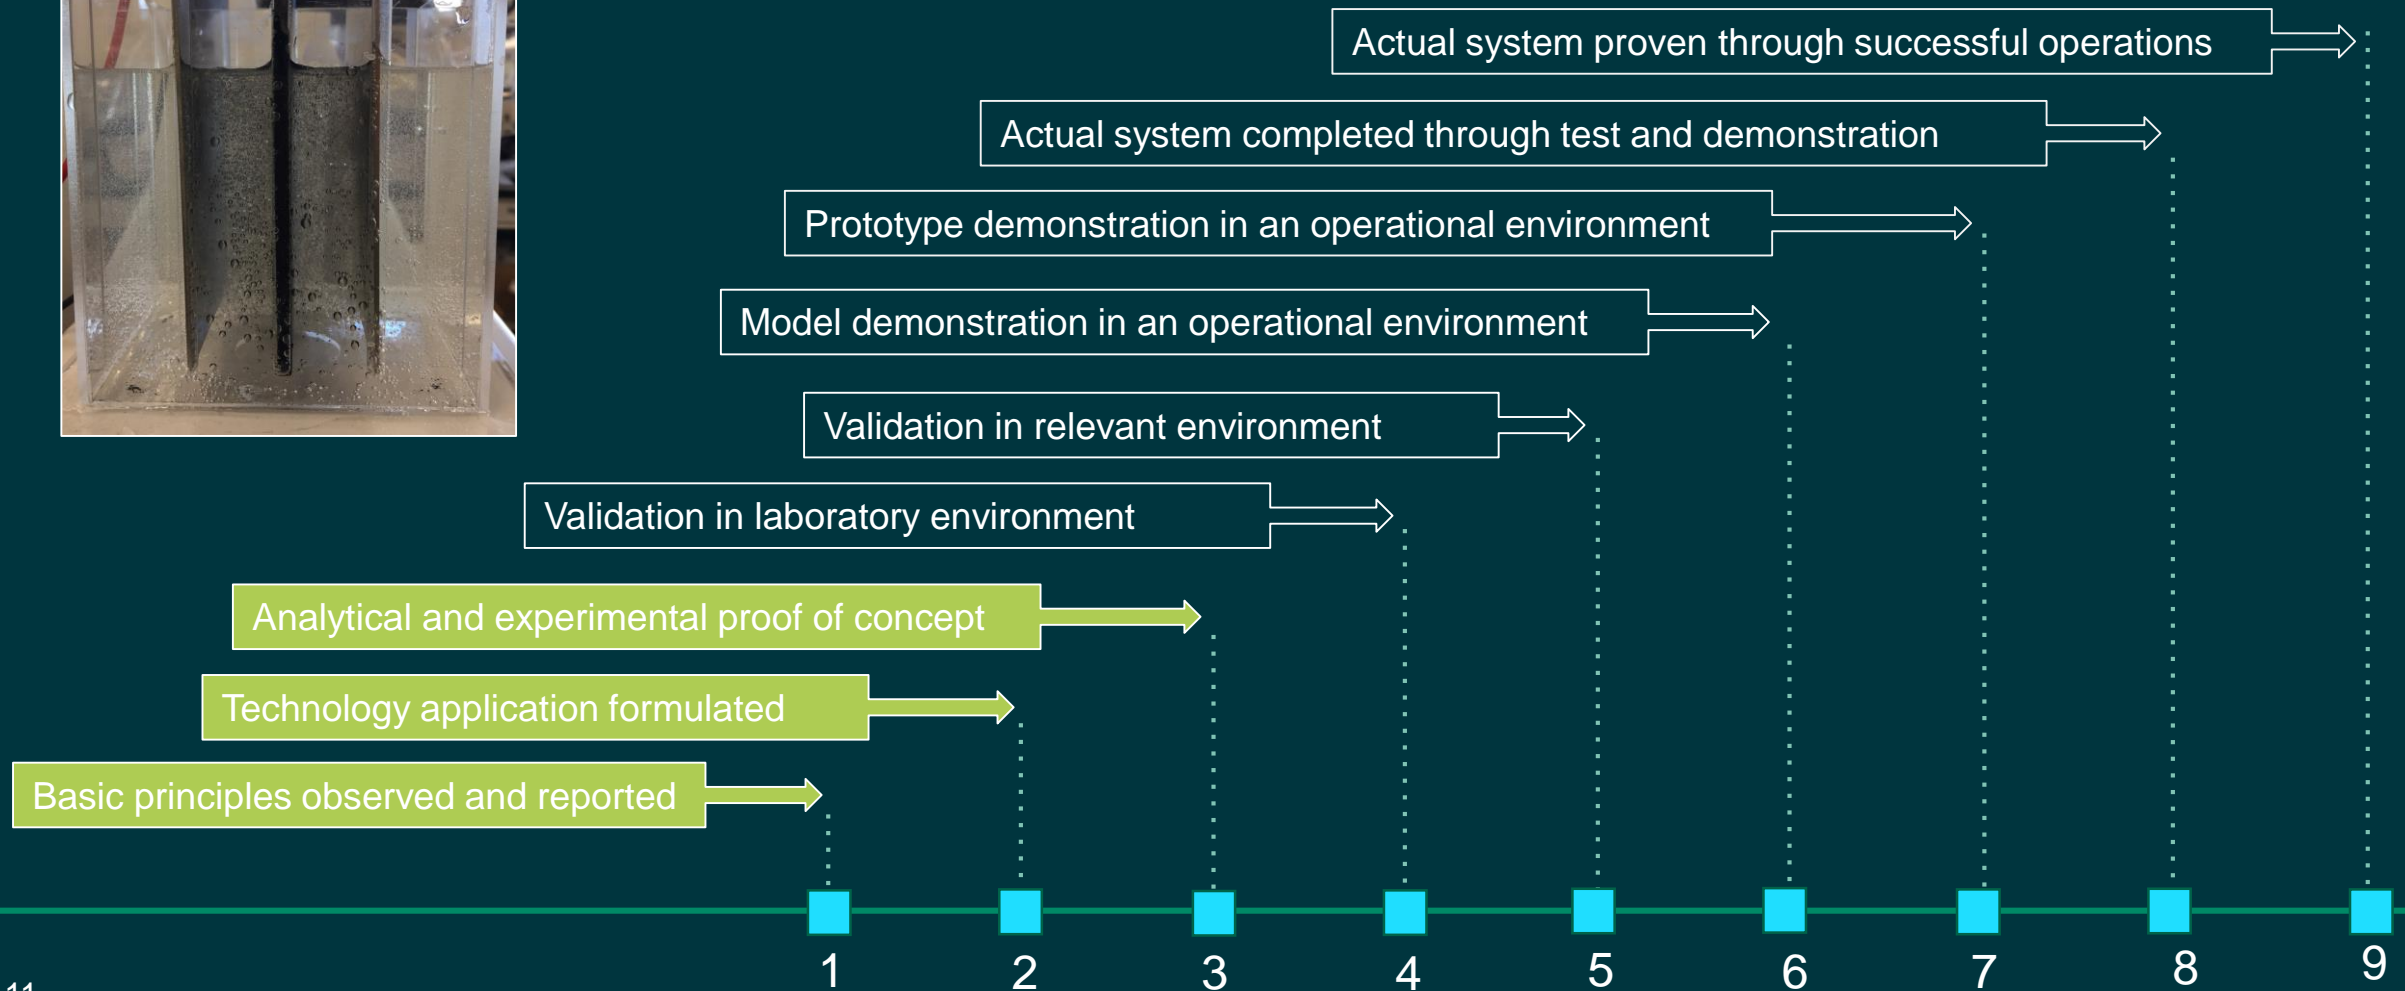 Actual system proven through successful operations
Actual system completed through test and demonstration
Prototype demonstration in an operational environment
Model demonstration in an operational environment
Validation in relevant environment
Validation in laboratory environment
Analytical and experimental proof of concept
Technology application formulated
Basic principles observed and reported
1 2 3 4 5 6 7 8 9
11